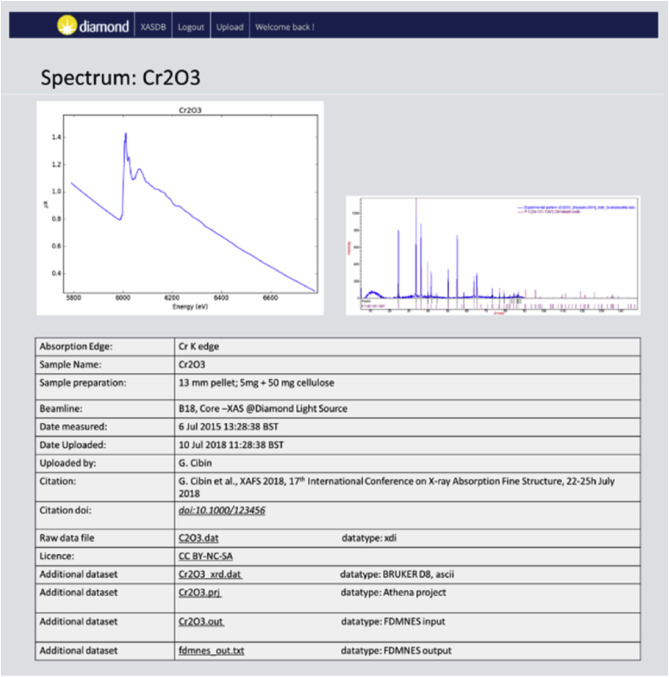 diamond XASDB Logout Upload Welcome back !
Spectrum: Cr2O3
Cr2O3
1.4
1.2
1.0
0.8
0.6
0.4
5800 6000 6200 6400 6600
Energy (eV)
Absorption Edge: Cr K edge
Sample Name: Cr2O3
Sample preparation: 13 mm pellet; 5mg + 50 mg cellulose
Beamline: B18, Core –XAS @Diamond Light Source
Date measured: 6 Jul 2015 13:28:38 BST
Date Uploaded: 10 Jul 2018 11:28:38 BST
Uploaded by: G. Cibin
Citation: G. Cibin et al., XAFS 2018, 17th International Conference on X-ray Absorption Fine Structure, 22-25h July
2018
Citation doi: doi:10.1000/123456
Raw data file C2O3.dat datatype: xdi
Licence: CC BY-NC-SA
Additional dataset Cr2O3_xrd.dat datatype: BRUKER D8, ascii
Additional dataset Cr2O3.prj datatype: Athena project
Additional dataset Cr2O3.out datatype: FDMNES input
Additional dataset fdmnes_out.txt datatype: FDMNES output